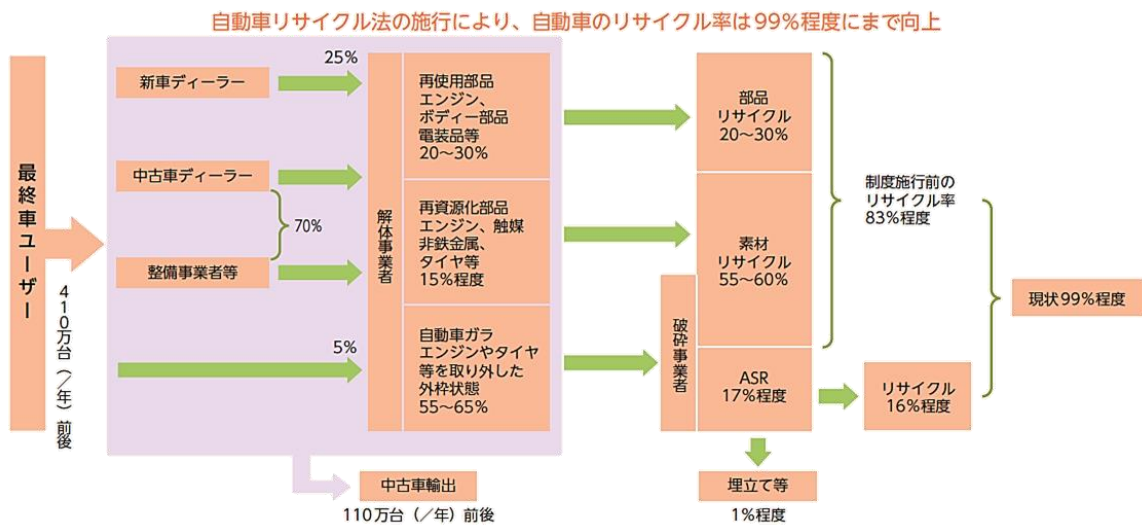 自動車リサイクル法の施行により、自動車のリサイクル率は99%程度にまで向上
最終車ユーザー
410万台(/年)前後
新車ディーラー
25%
中古車ディーラー
70%
整備事業者等
5%
解体事業者
再使用部品
エンジン、
ボディー部品
電装品等
20～30%
再資源化部品
エンジン、触媒
非鉄金属、
タイヤ等
15%程度
自動車ガラ
エンジンやタイヤ
等を取り外した
外枠状態
55～65%
中古車輸出
110万台(/年)前後
破砕事業者
部品
リサイクル
20～30%
素材
リサイクル
55～60%
ASR
17%程度
埋立て等
1%程度
制度施行前の
リサイクル率
83%程度
リサイクル
16%程度
現状99%程度